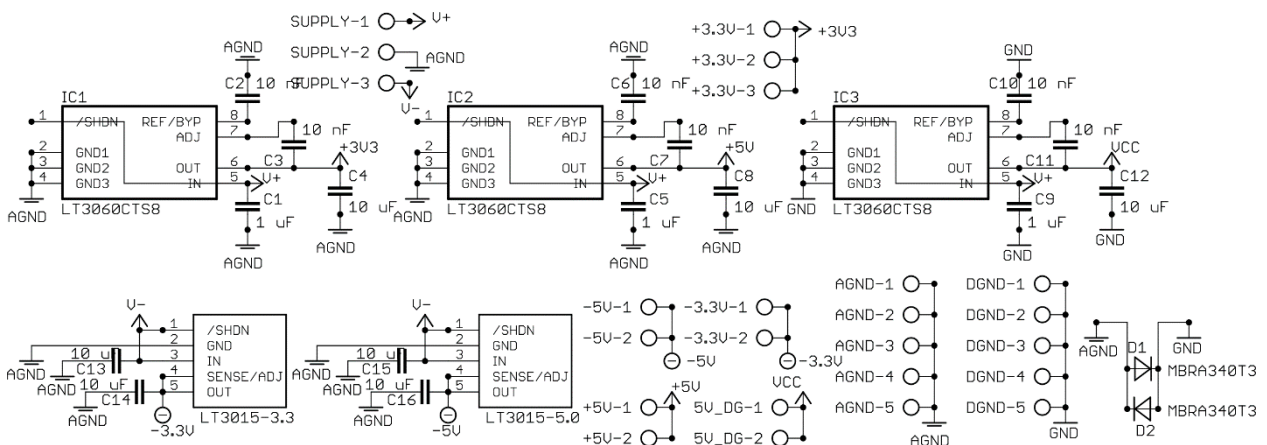 SUPPLY-1 V+
SUPPLY-2 AGND
SUPPLY-3
V-
+3.3V-1 +3V3
+3.3V-2
+3.3V-3
AGND
C2 10 nF
IC1
1 /SHDN REF/BYP 8
ADJ 7
10 nF
C3
2 GND1
3 GND2 OUT 6
4 GND3 IN 5
+3V3
V+
C4
C1
10 uF
1 uF
LT3060CTS8
AGND
AGND
AGND
AGND
C6 10 nF
IC2
1 /SHDN REF/BYP 8
ADJ 7
10 nF
C7
2 GND1
3 GND2 OUT 6
4 GND3 IN 5
+5V
V+
C8
C5
10 uF
1 uF
LT3060CTS8
AGND
AGND
AGND
GND
C10 10 nF
IC3
1 /SHDN REF/BYP 8
ADJ 7
10 nF
C11
2 GND1
3 GND2 OUT 6
4 GND3 IN 5
VCC
V+
C12
C9
10 uF
1 uF
LT3060CTS8
GND
GND
GND
V-
1 /SHDN
2 GND
3 IN
4 SENSE/ADJ
5 OUT
10 uF
C13
10 uF
C14
AGND
AGND
AGND
-3.3V
LT3015-3.3
V-
1 /SHDN
2 GND
3 IN
4 SENSE/ADJ
5 OUT
10 uF
C15
10 uF
C16
AGND
AGND
AGND
-5V
LT3015-5.0
-5V-1
-5V-2
-5V
-3.3V-1
-3.3V-2
-3.3V
+5V
+5V-1
+5V-2
VCC
5V_DG-1
5V_DG-2
AGND-1
AGND-2
AGND-3
AGND-4
AGND-5
AGND
DGND-1
DGND-2
DGND-3
DGND-4
DGND-5
GND
AGND
GND
D1
MBRA340T3
MBRA340T3
D2